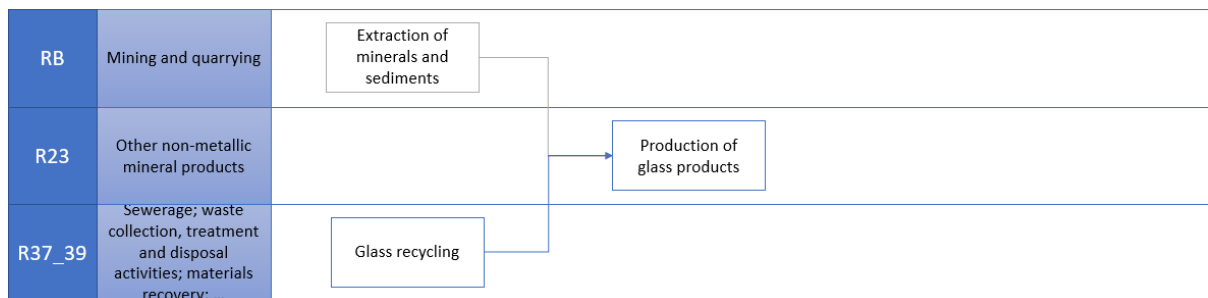 RB
Mining and quarrying
Extraction of
minerals and
sediments
R23
Other non-metallic
mineral products
Production of
glass products
R37_39
Sewerage; waste
collection, treatment
and disposal
activities; materials
recovery; ...
Glass recycling